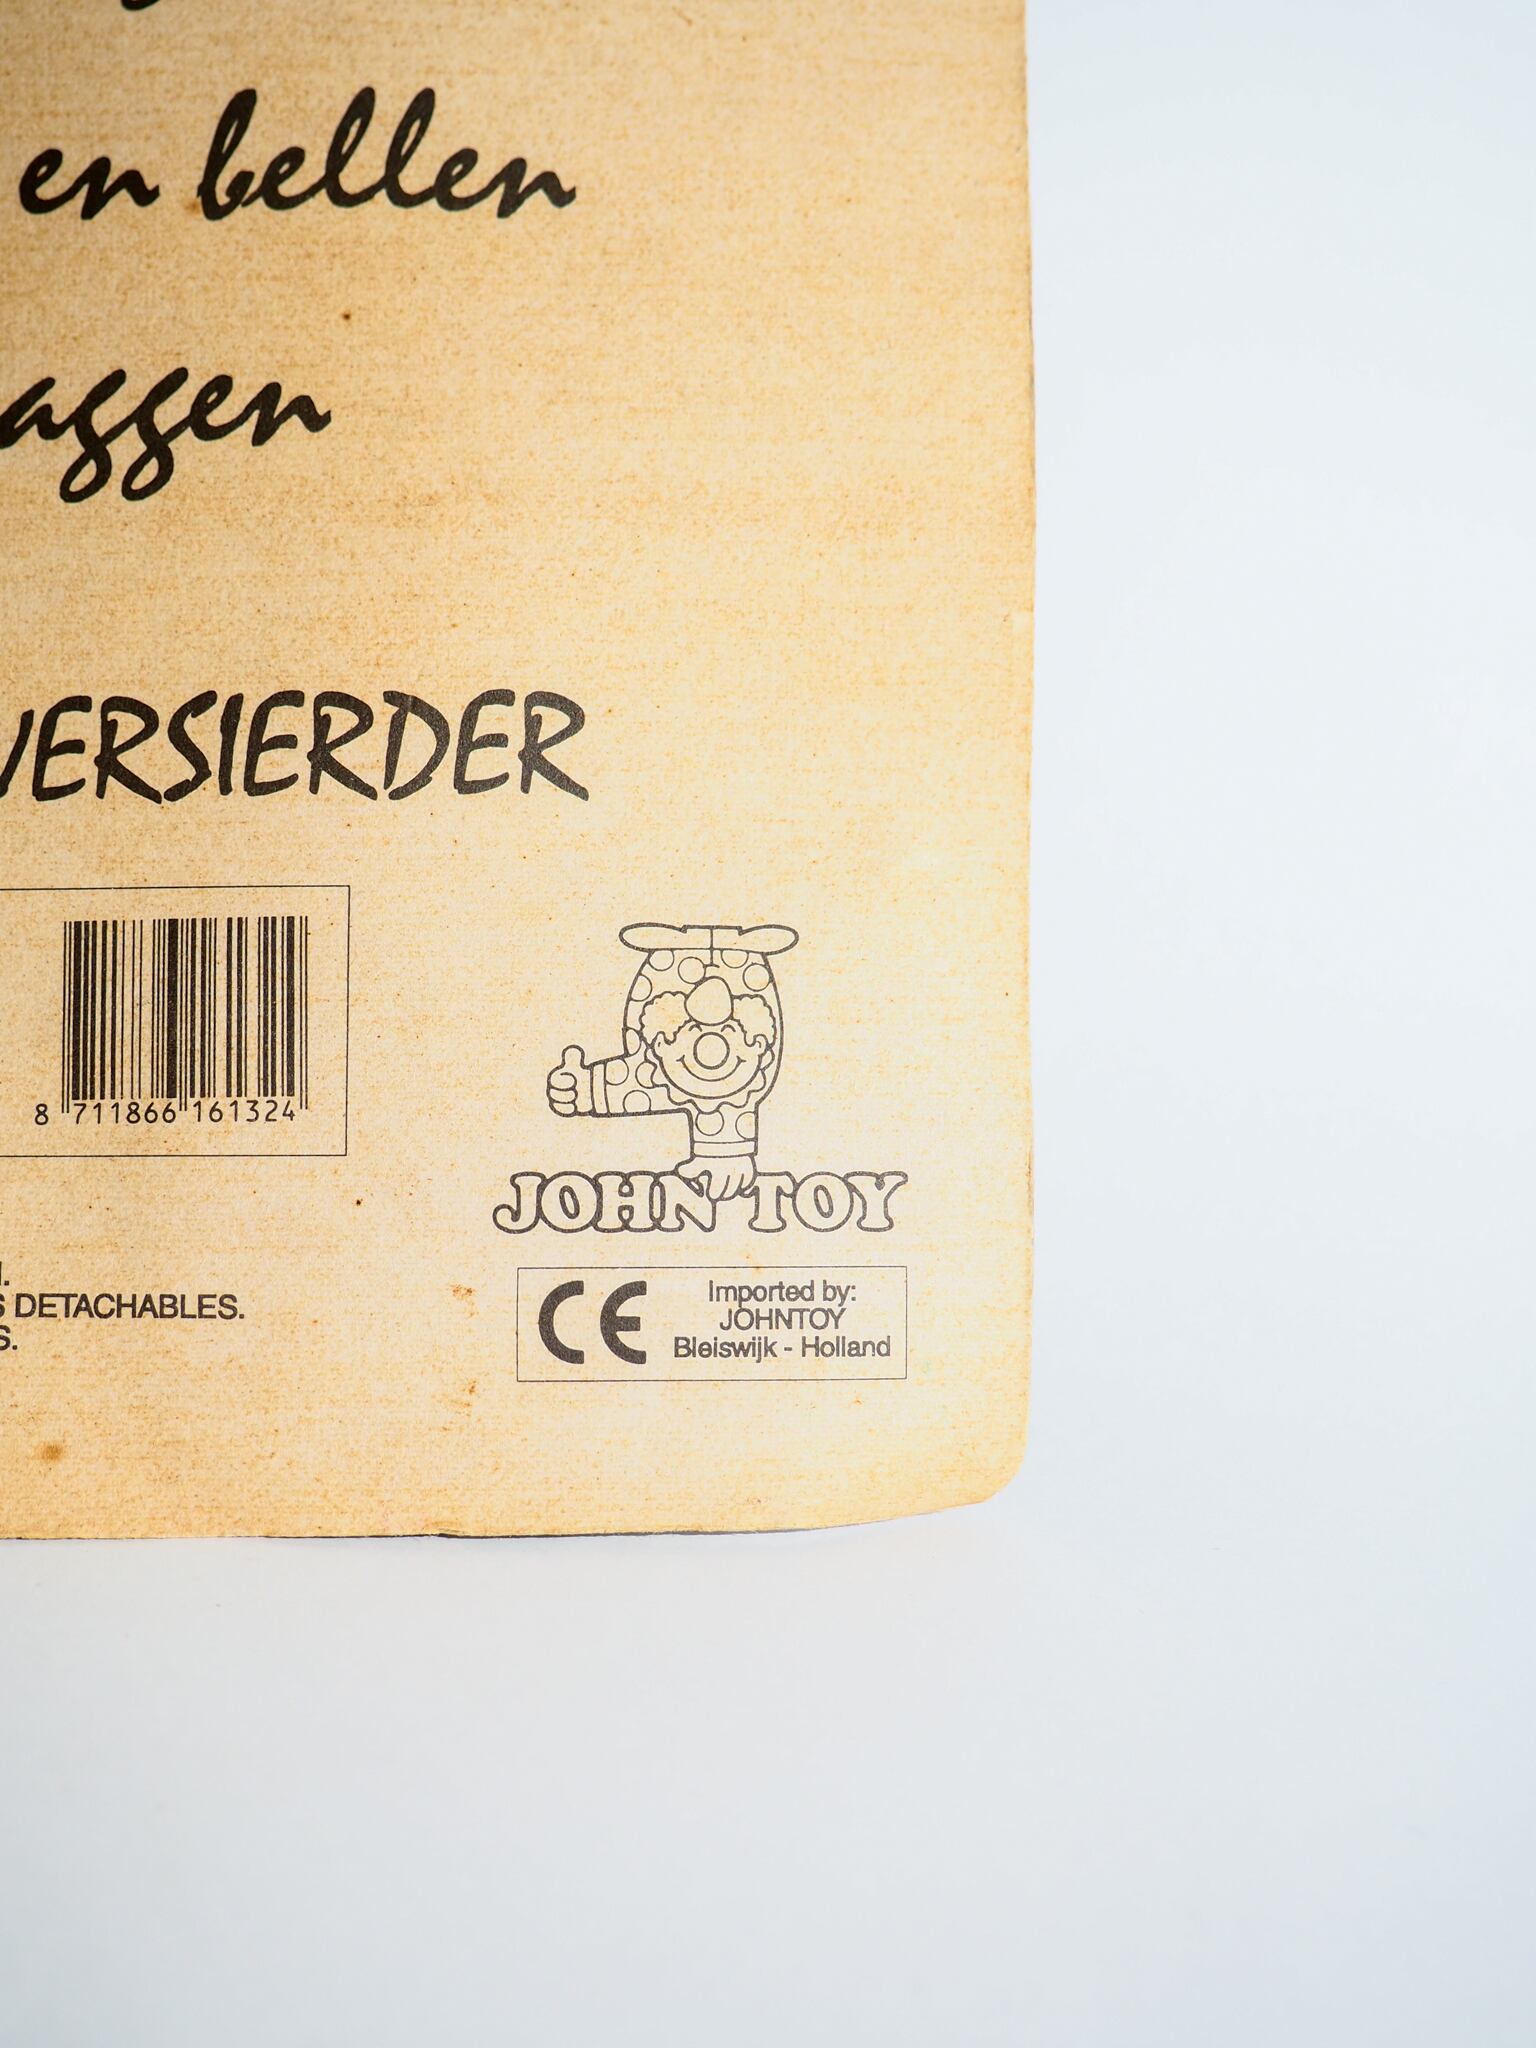 en bellen
aggen
VERSIERDER
8 711866 161324
JOHN TOY
DETACHABLES.
S.
CE
Imported by:
JOHNTOY
Bleiswijk - Holland